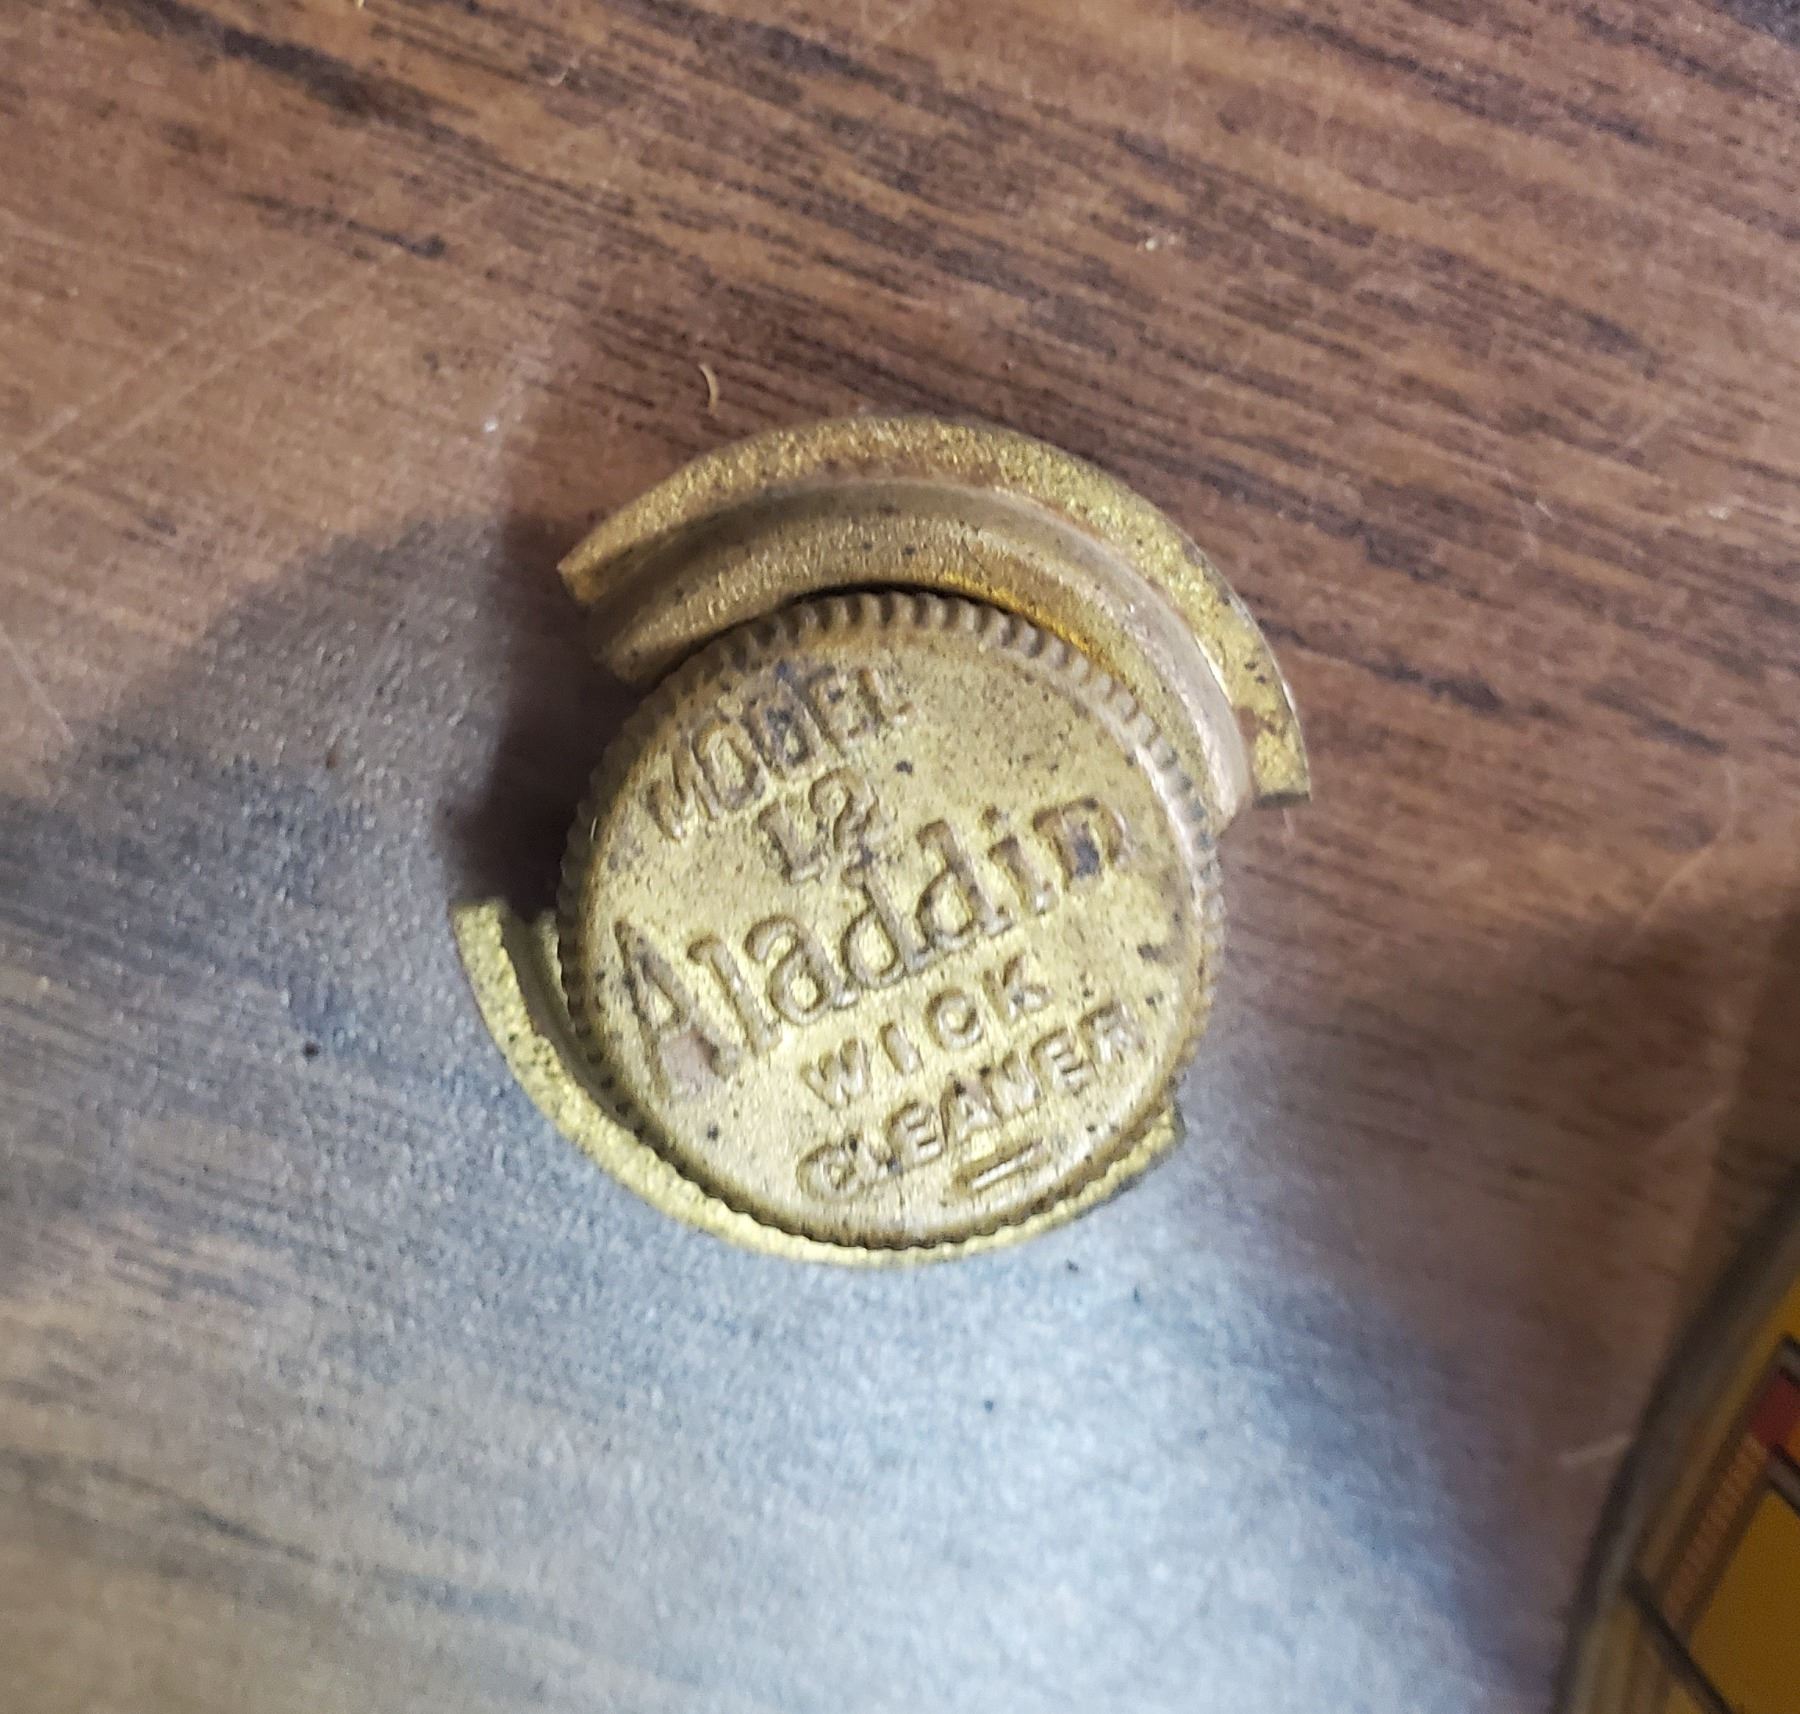 MODEL
12
Aladdin
WICK
CLEANER